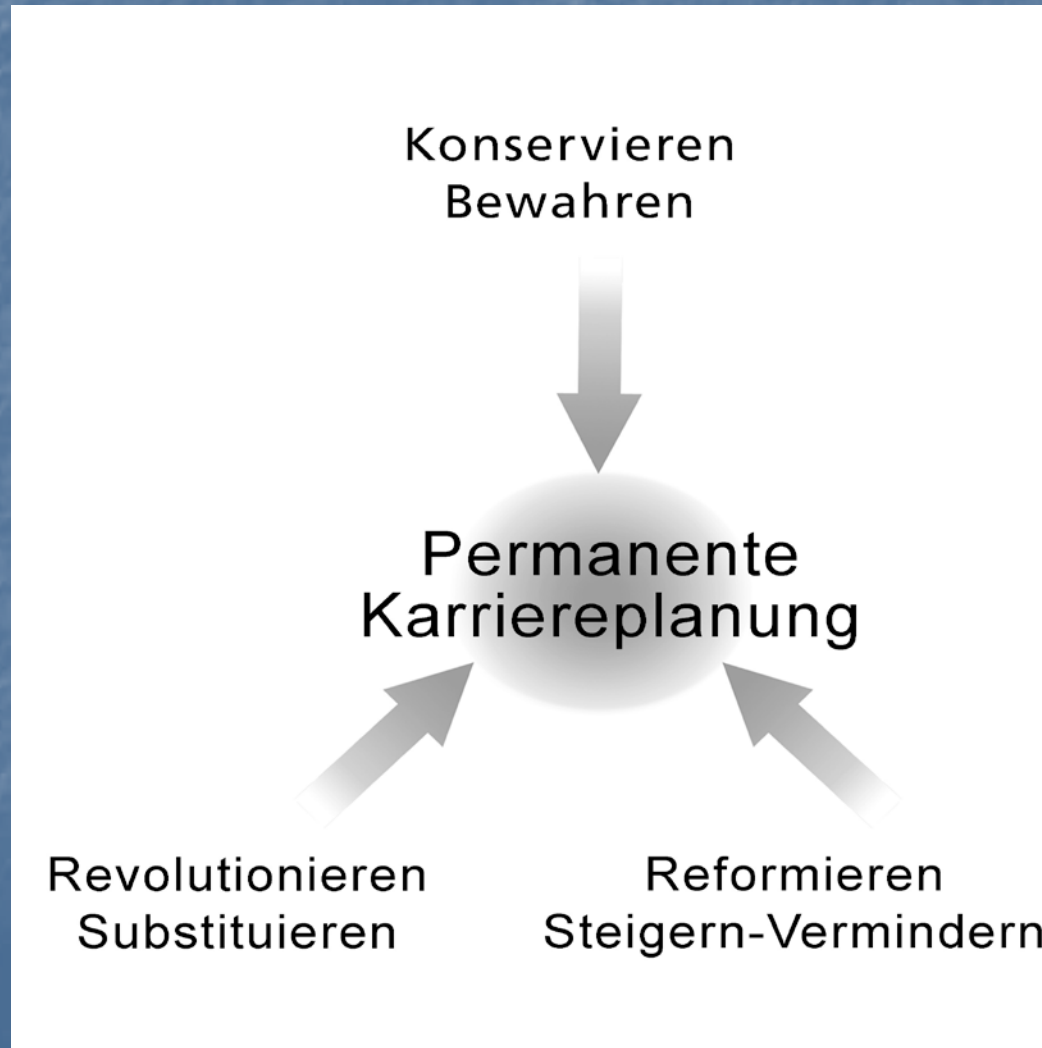 Konservieren
Bewahren
Permanente
Karriereplanung
Revolutionieren
Substituieren
Reformieren
Steigern-Vermindern